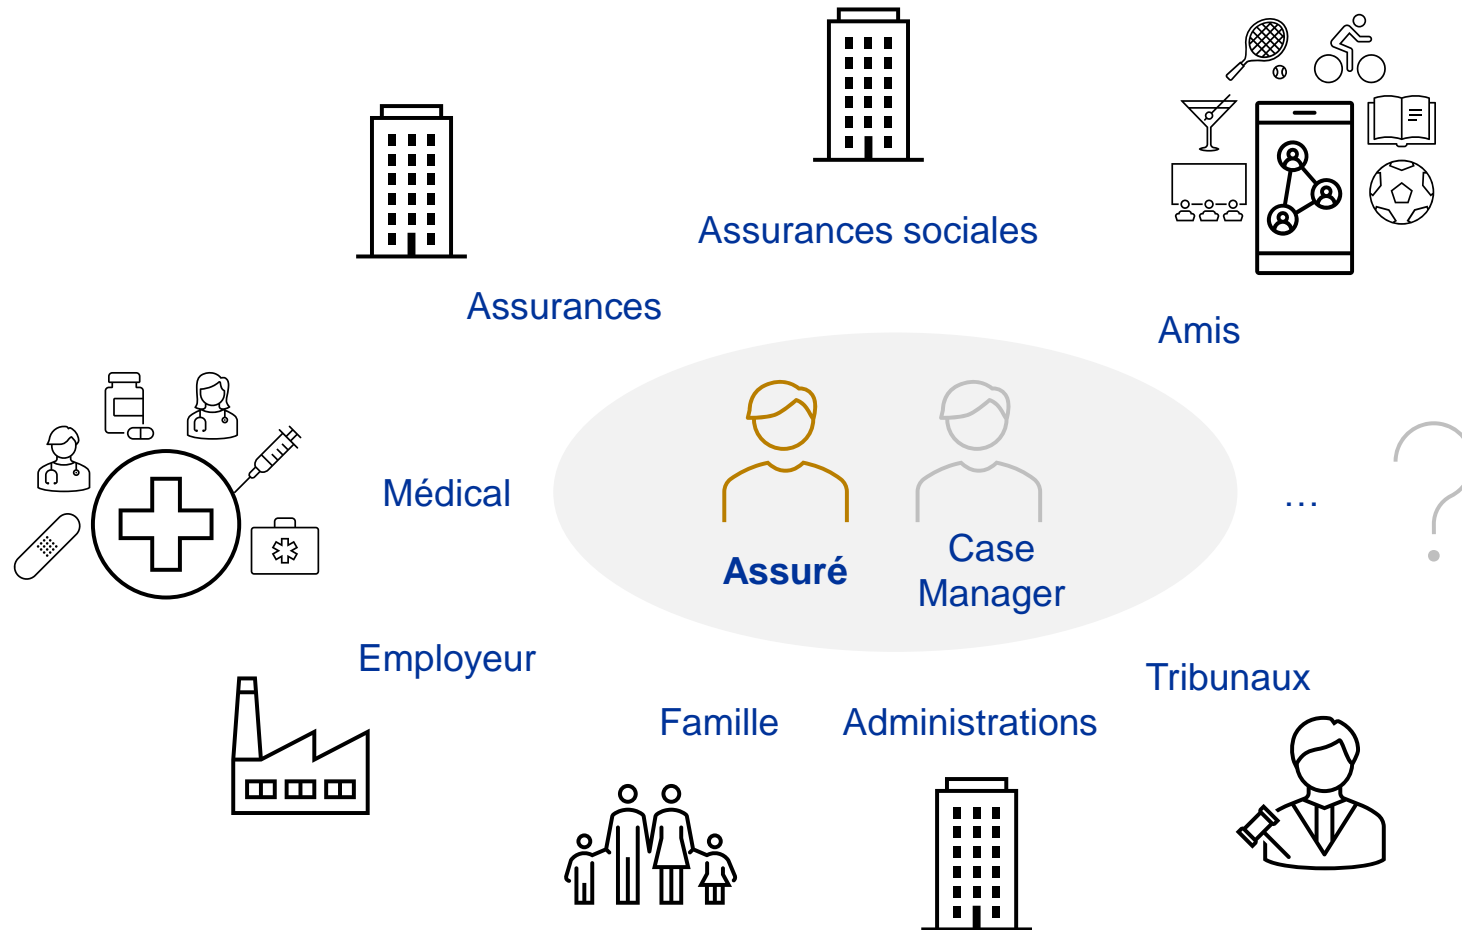 Assurances sociales
Assurances
Amis
Médical
…
Assuré
Case
Manager
Employeur
Tribunaux
Famille
Administrations